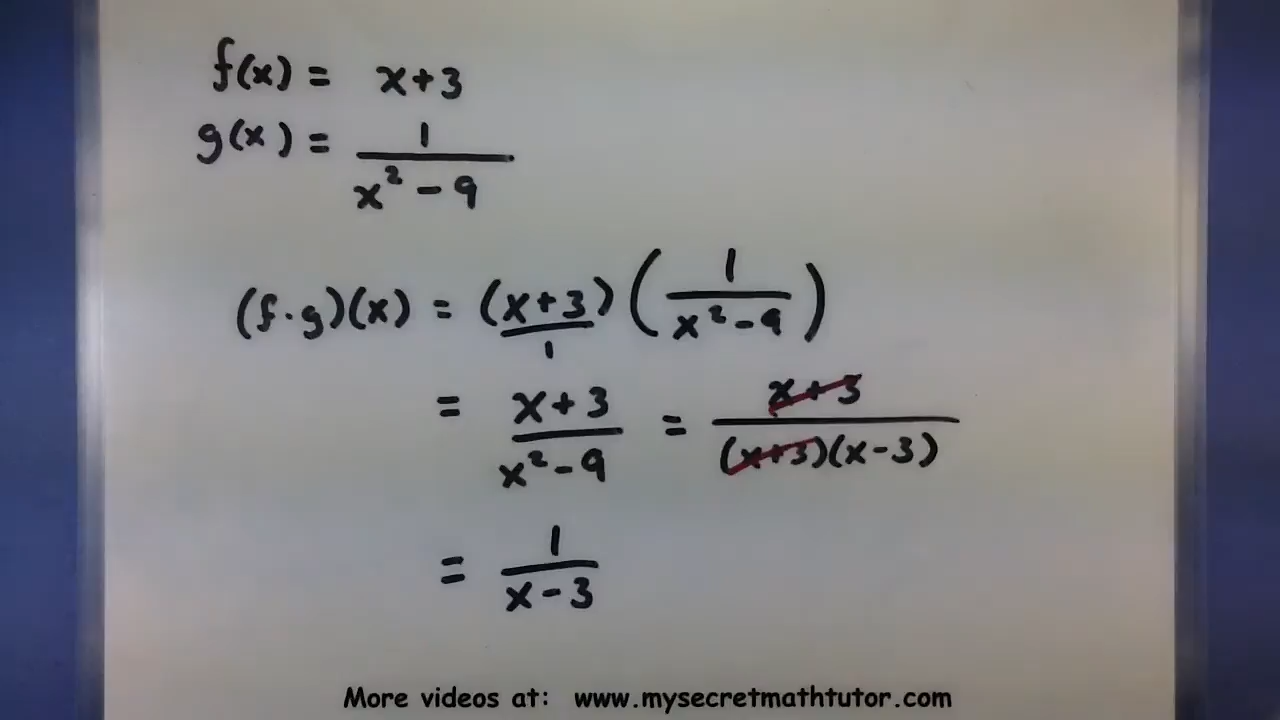 f(x) = x+3
g(x) = 1/(x² - 9)
(f·g)(x) = (x+3)/1 (1/(x²-9))
= (x+3)/(x²-9) = (x+3)/((x+3)(x-3))
= 1/(x-3)
More videos at: www.mysecretmathtutor.com